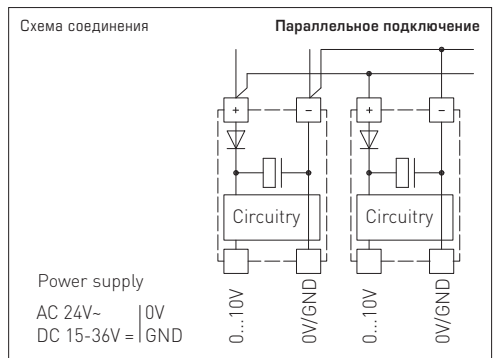 Схема соединения
Параллельное подключение
+ – + –
Circuitry Circuitry
Power supply
AC 24V~ | 0V
DC 15-36V = | GND
0...10V
0V/GND
0...10V
0V/GND